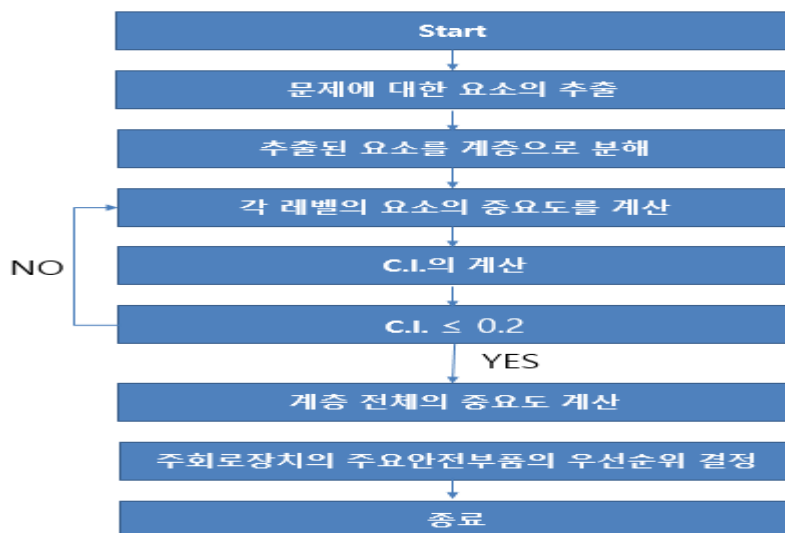 Start
문제에 대한 요소의 추출
추출된 요소를 계층으로 분해
각 레벨의 요소의 중요도를 계산
NO
C.I.의 계산
C.I. ≤ 0.2
YES
계층 전체의 중요도 계산
주회로장치의 주요안전부품의 우선순위 결정
종료